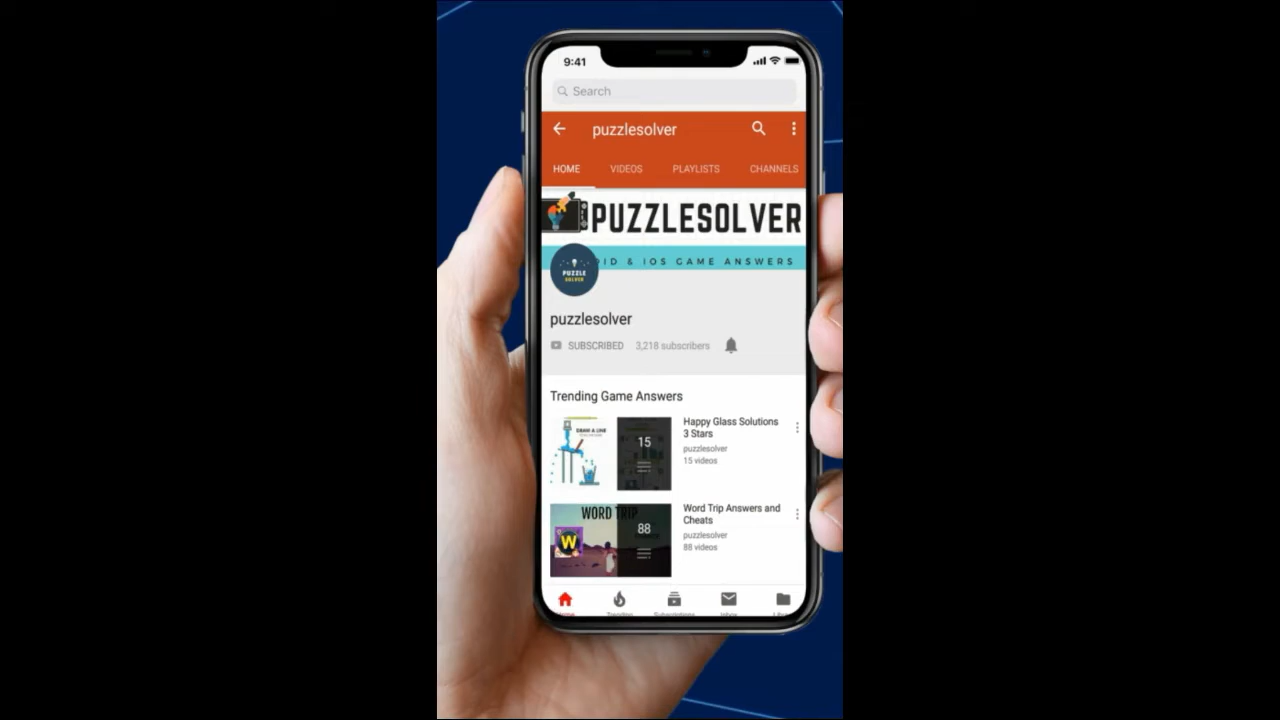 9:41
Search
puzzlesolver
HOME VIDEOS PLAYLISTS CHANNELS
PUZZLESOLVER
ID & IOS GAME ANSWERS
PUZZLE
SOLVER
puzzlesolver
SUBSCRIBED 3,218 subscribers
Trending Game Answers
DRAW A LINE
15
Happy Glass Solutions
3 Stars
puzzlesolver
15 videos
WORD TRIP
W
88
Word Trip Answers and
Cheats
puzzlesolver
88 videos